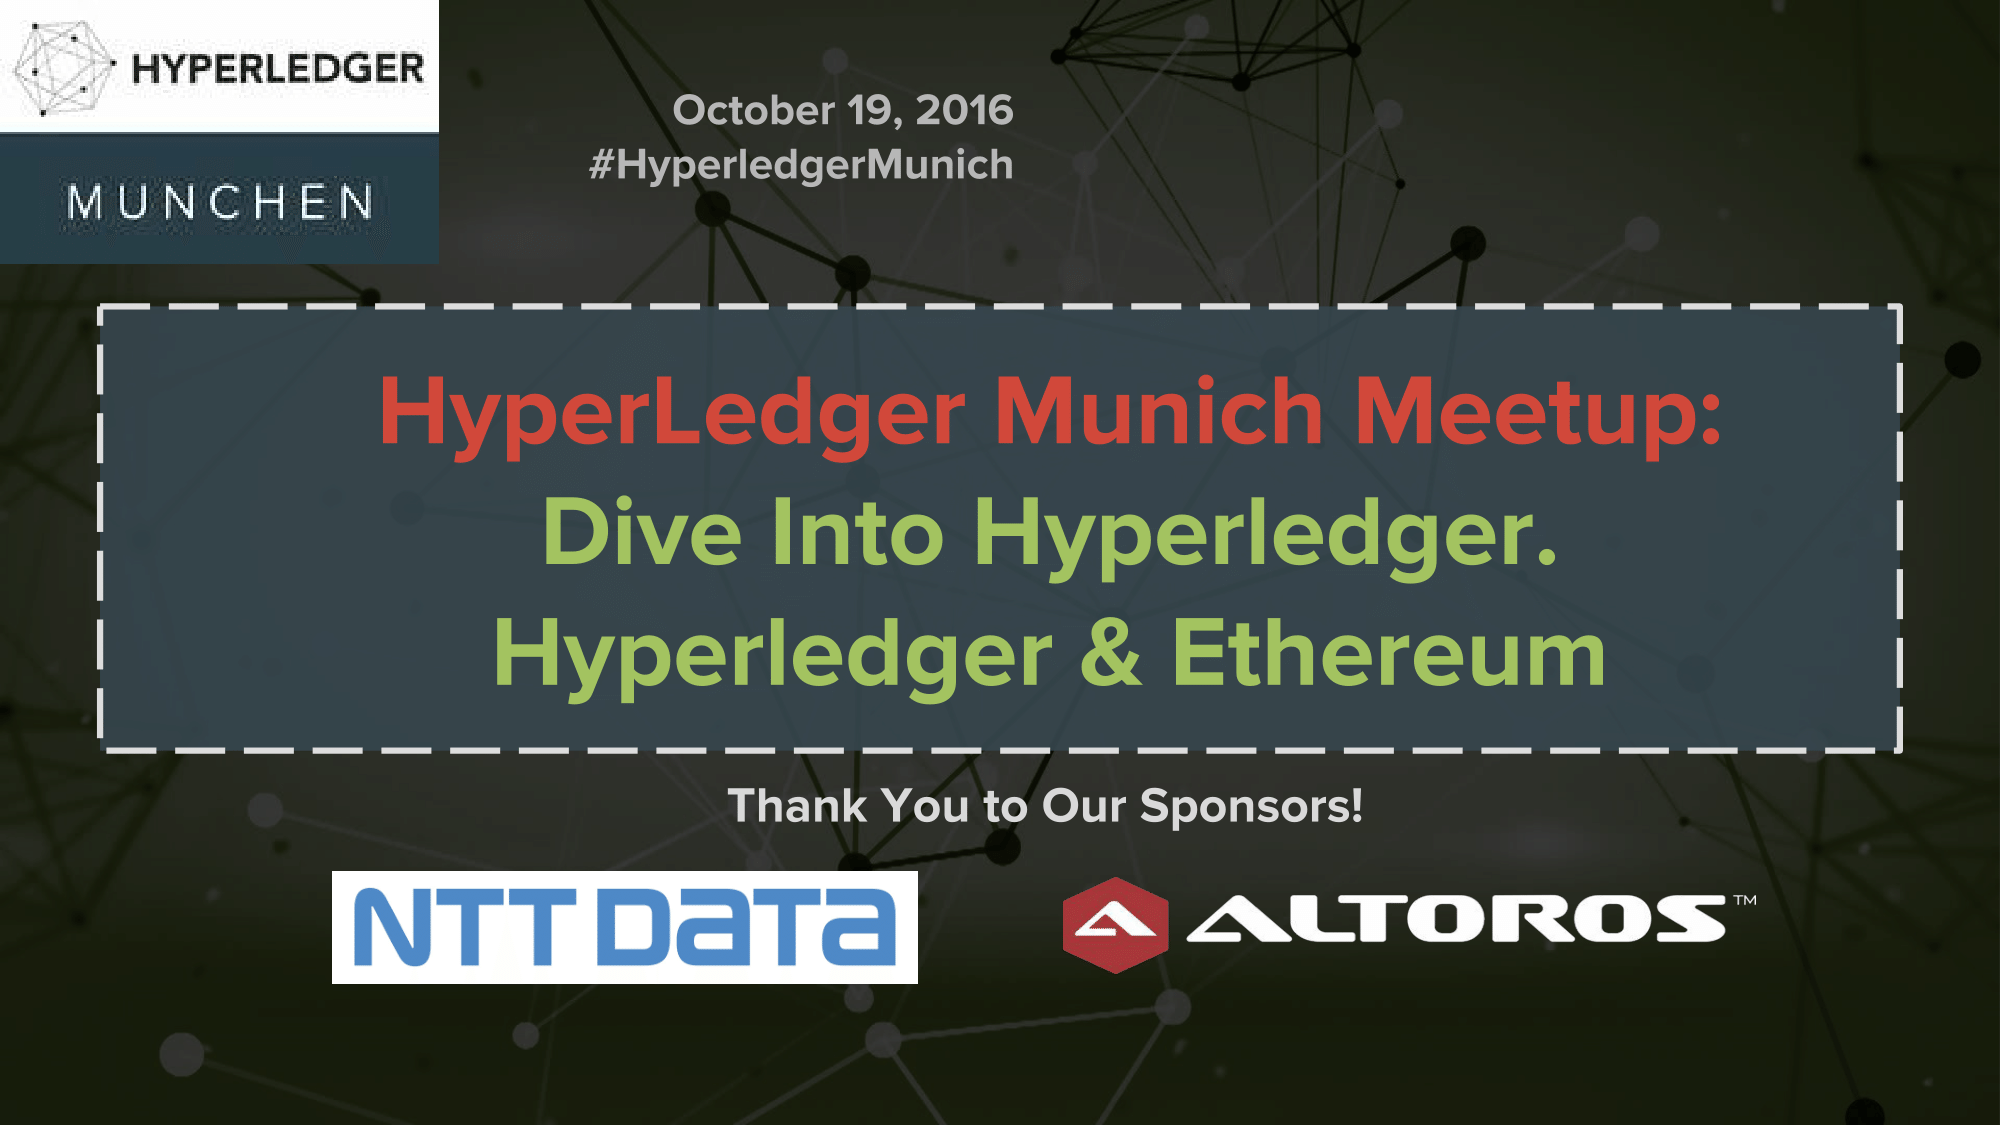 HYPERLEDGER
MUNCHEN
October 19, 2016
#HyperledgerMunich
HyperLedger Munich Meetup:
Dive Into Hyperledger.
Hyperledger & Ethereum
Thank You to Our Sponsors!
NTT DATA
ALTOROS™